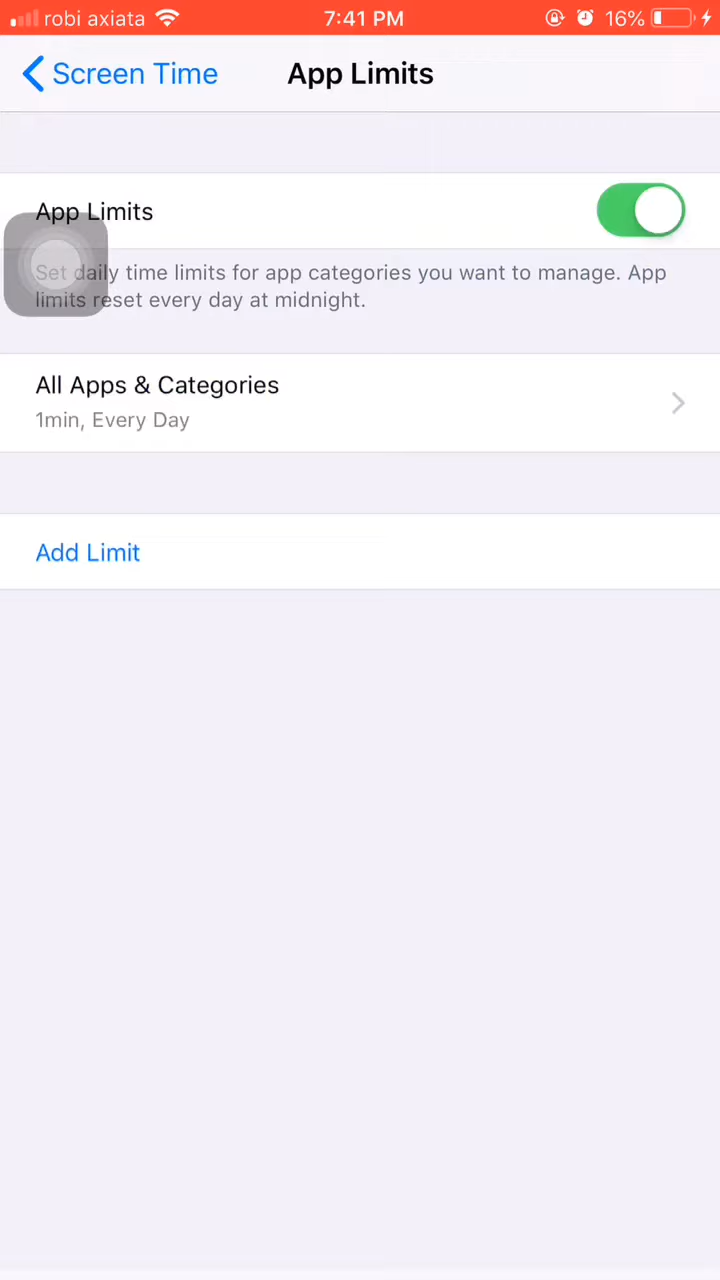 robi axiata 7:41 PM 16%
Screen Time App Limits
App Limits
Set daily time limits for app categories you want to manage. App
limits reset every day at midnight.
All Apps & Categories
1min, Every Day
Add Limit